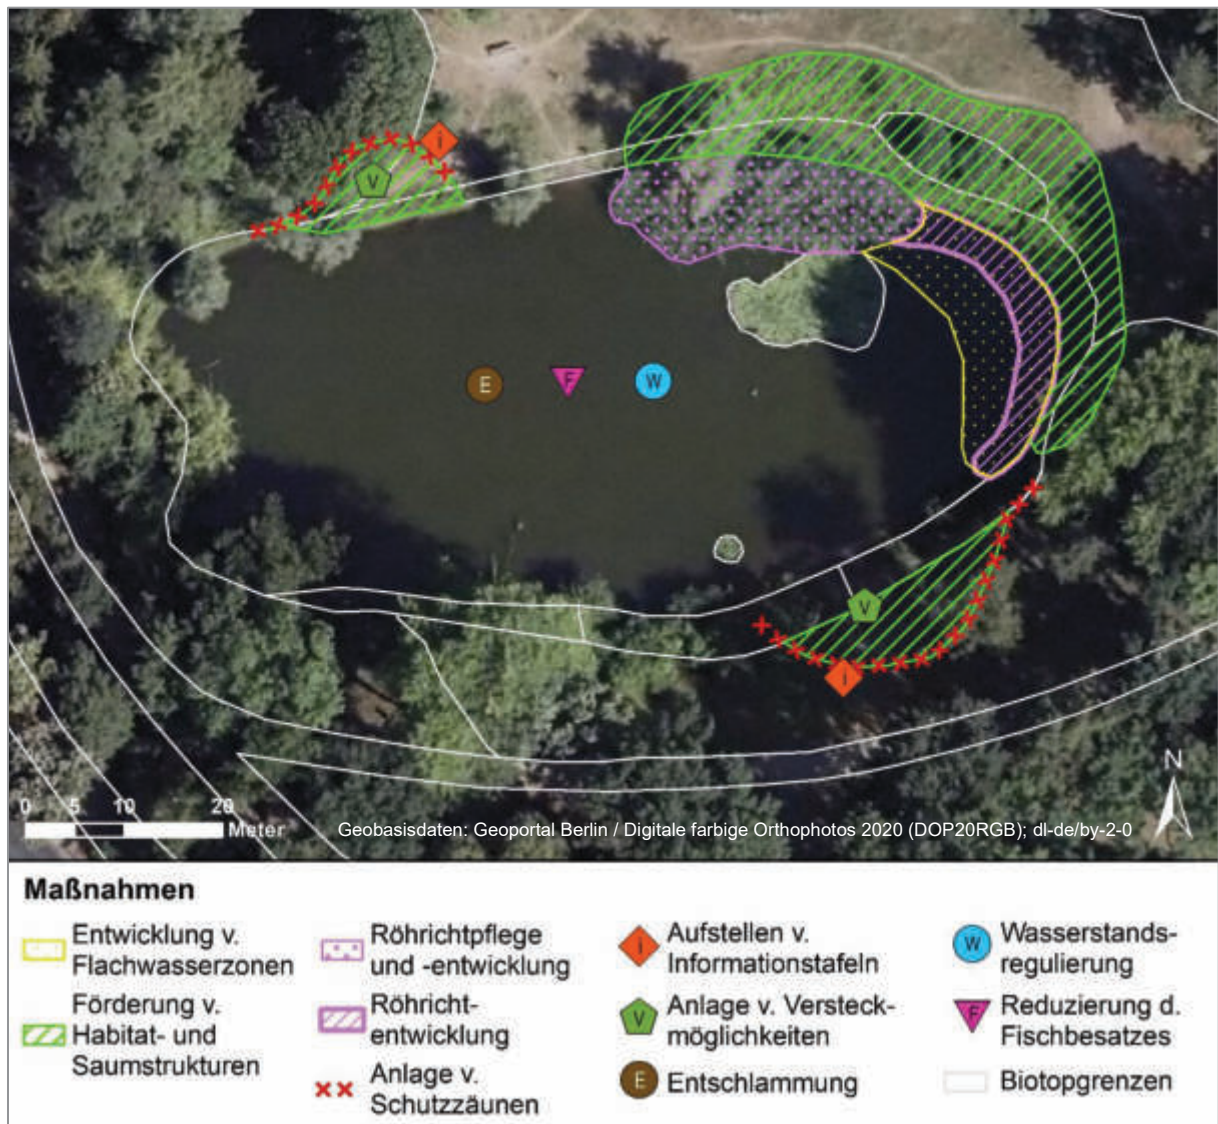 i
V
E
F
W
V
i
N
0 5 10 20
Meter
Geobasisdaten: Geoportal Berlin / Digitale farbige Orthophotos 2020 (DOP20RGB); dl-de/by-2-0
Maßnahmen
Entwicklung v.
Flachwasserzonen
Förderung v.
Habitat- und
Saumstrukturen
Röhrichtpflege
und -entwicklung
Röhricht-
entwicklung
Anlage v.
Schutzzäunen
i
Aufstellen v.
Informationstafeln
V
Anlage v. Versteck-
möglichkeiten
E
Entschlammung
W
Wasserstands-
regulierung
F
Reduzierung d.
Fischbesatzes
Biotopgrenzen